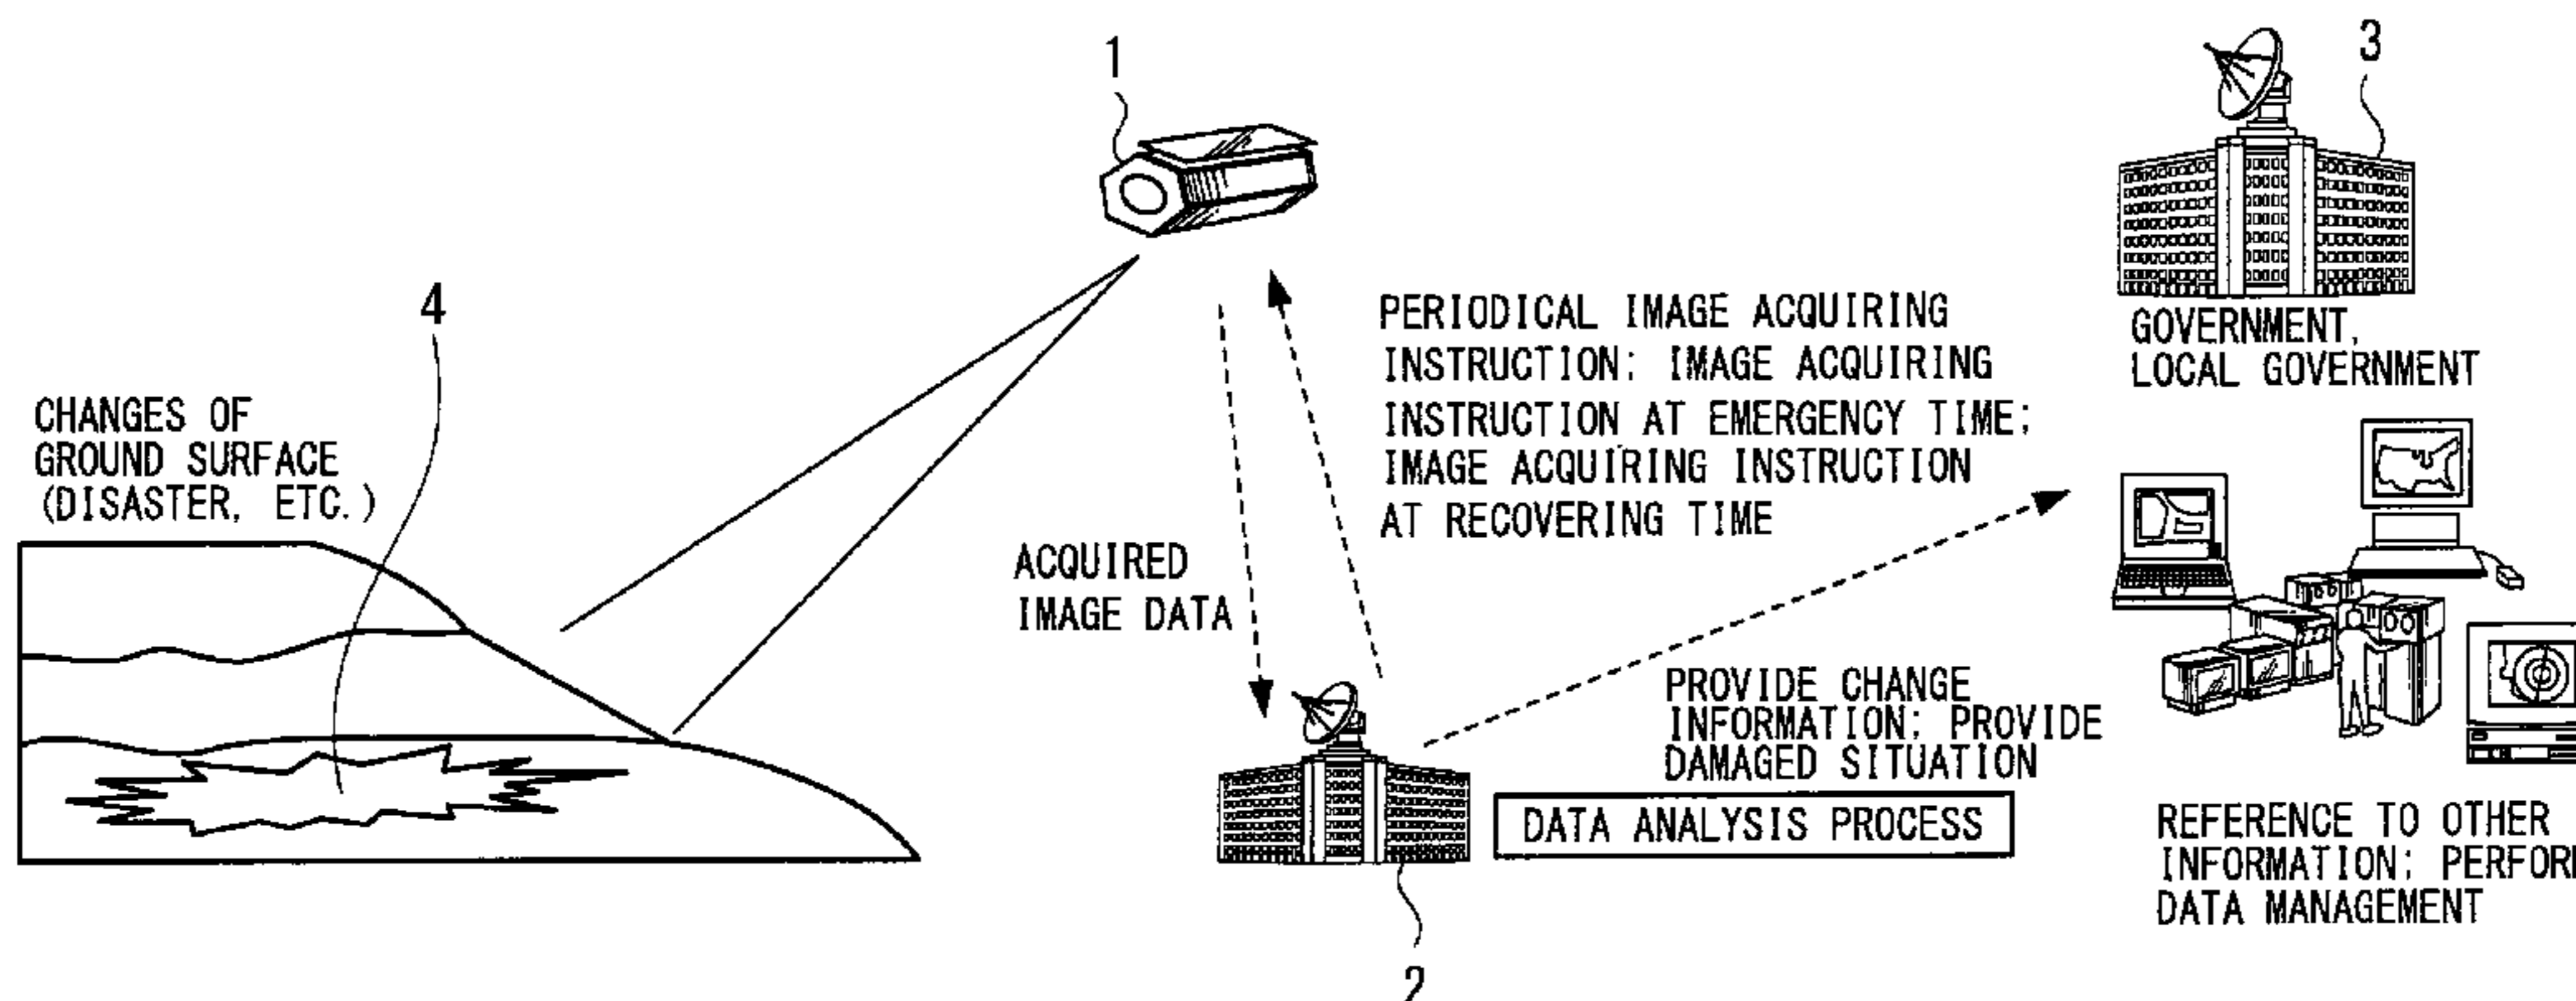 1
3
4
CHANGES OF
GROUND SURFACE
(DISASTER, ETC.)
PERIODICAL IMAGE ACQUIRING
INSTRUCTION; IMAGE ACQUIRING
INSTRUCTION AT EMERGENCY TIME;
IMAGE ACQUIRING INSTRUCTION
AT RECOVERING TIME
GOVERNMENT,
LOCAL GOVERNMENT
ACQUIRED
IMAGE DATA
PROVIDE CHANGE
INFORMATION; PROVIDE
DAMAGED SITUATION
DATA ANALYSIS PROCESS
REFERENCE TO OTHER
INFORMATION; PERFOR
DATA MANAGEMENT
2